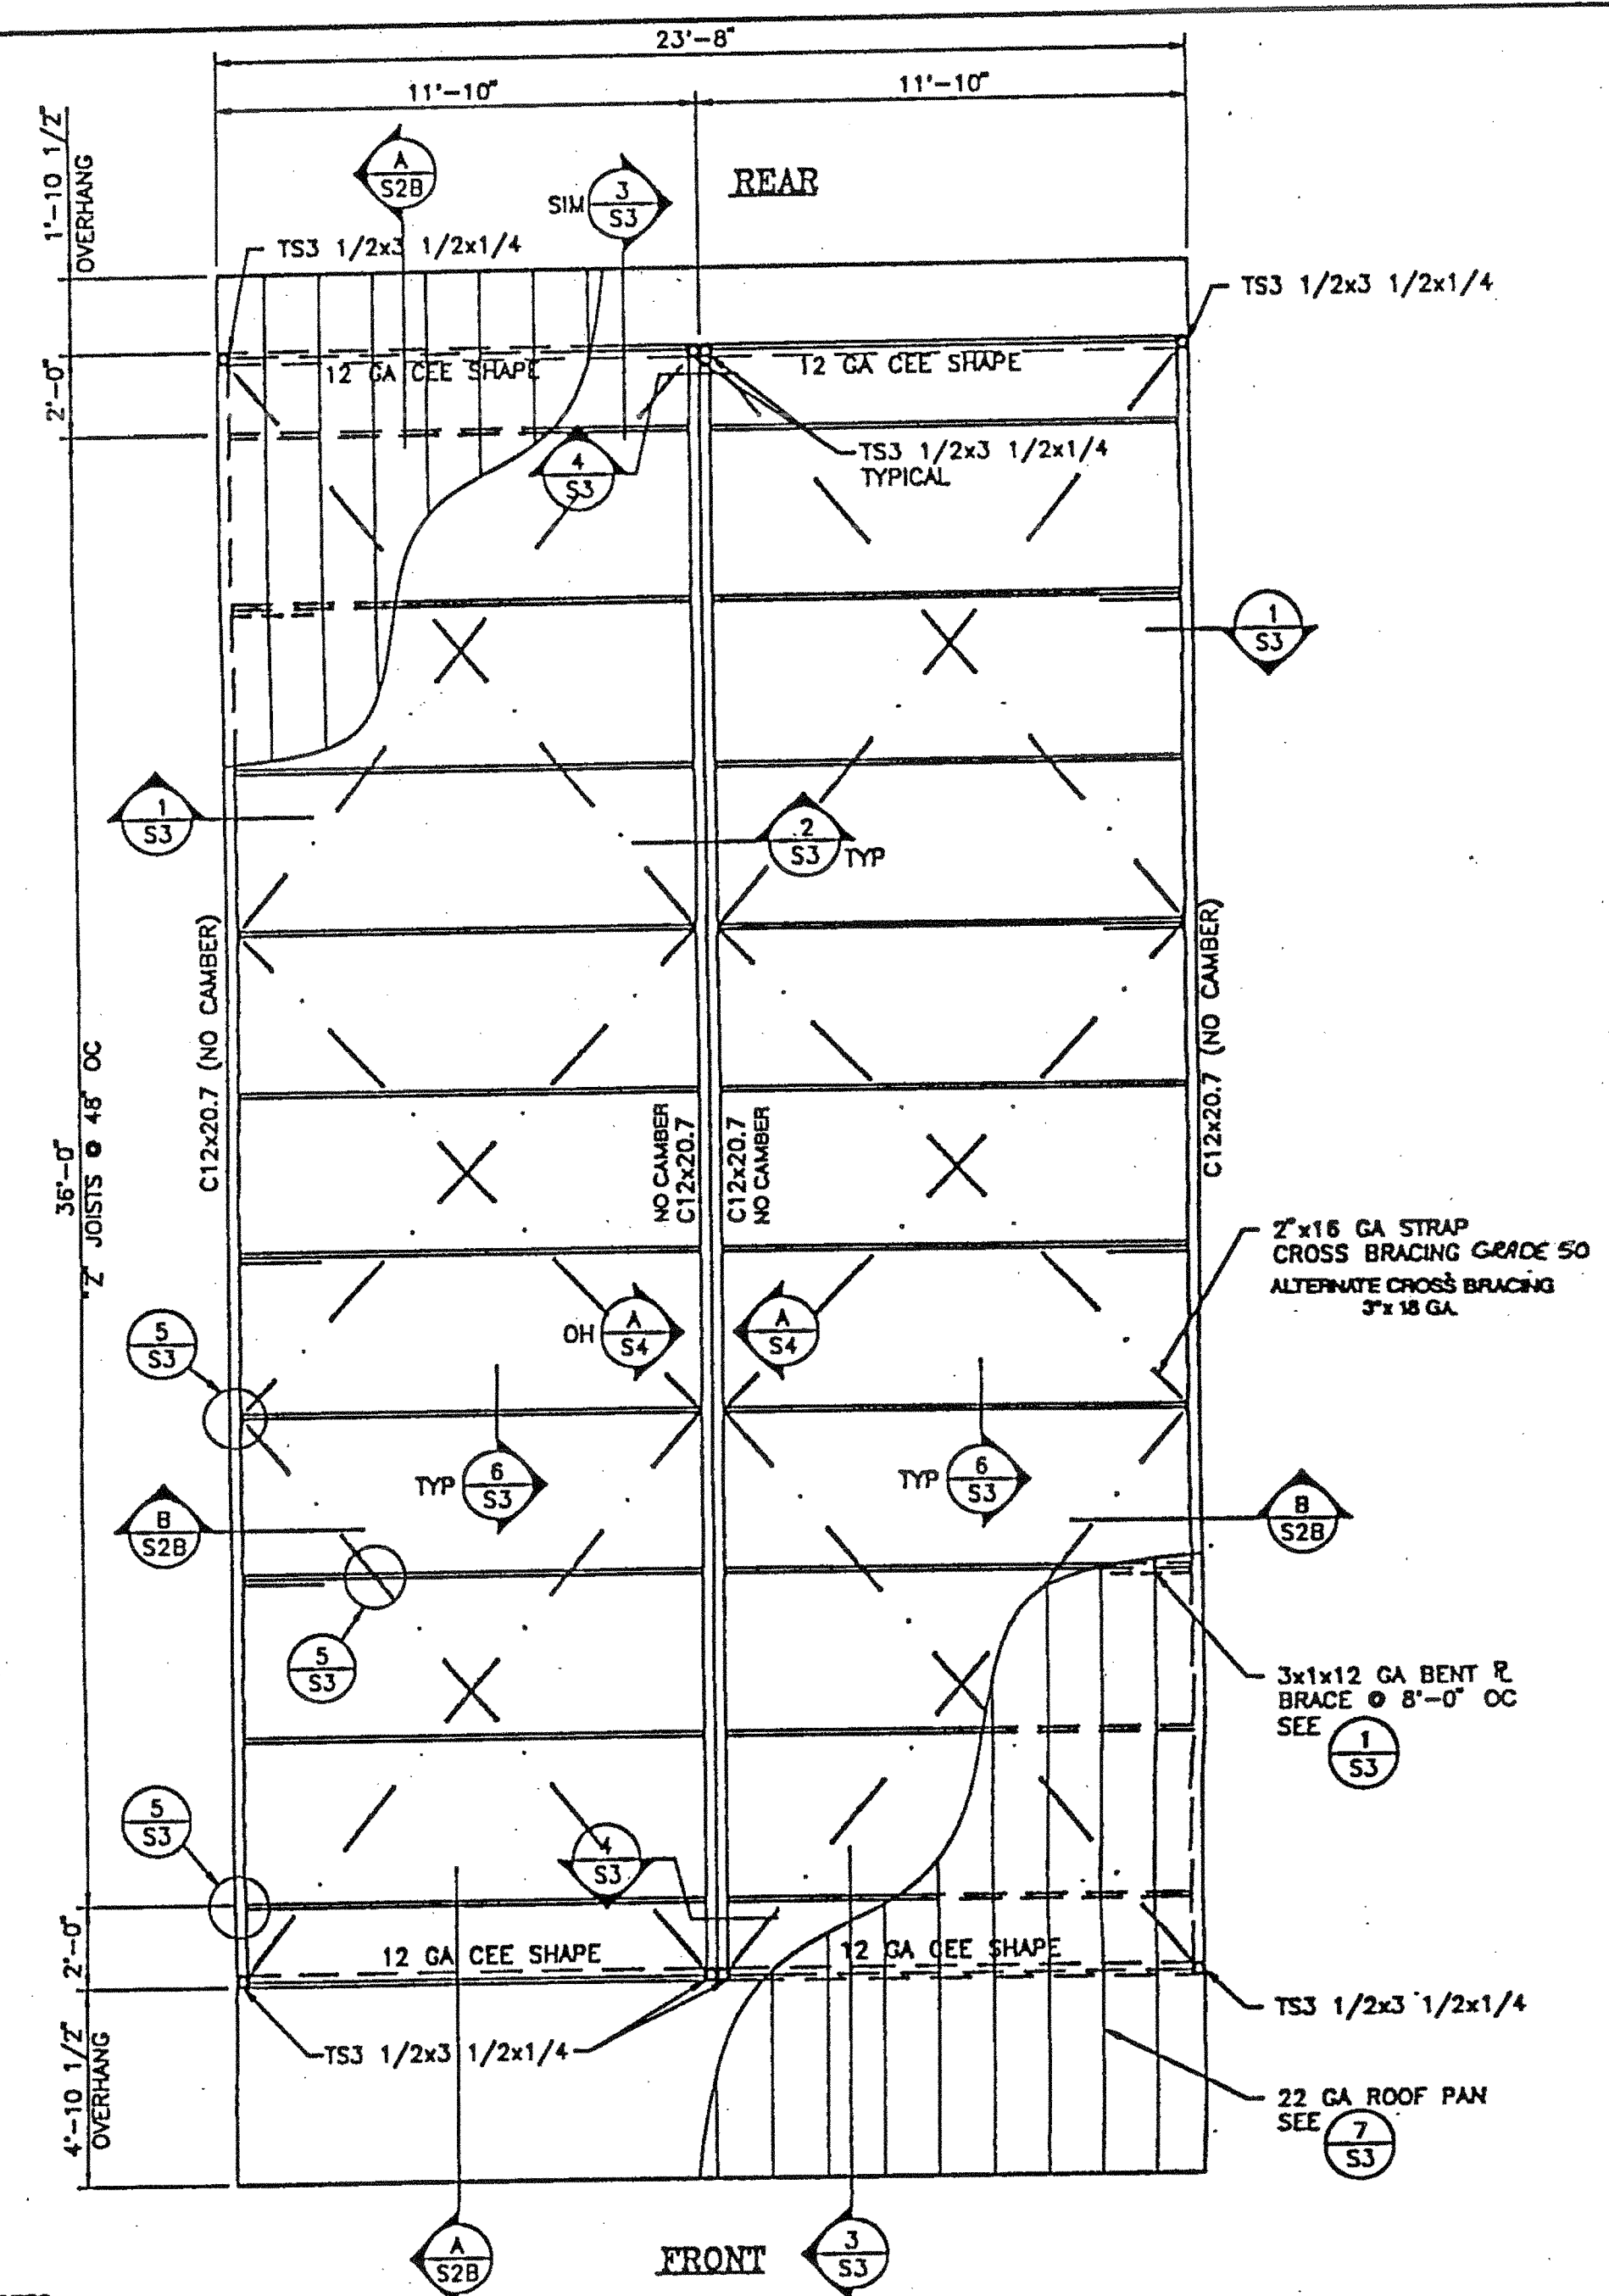 23'-8"
11'-10"
11'-10"
1'-10 1/2"
OVERHANG
A
S2B
SIM
3
S3
REAR
TS3 1/2x3 1/2x1/4
TS3 1/2x3 1/2x1/4
2'-0"
12 GA CEE SHAPE
12 GA CEE SHAPE
4
S3
TS3 1/2x3 1/2x1/4
TYPICAL
1
S3
1
S3
2
S3
TYP
C12x20.7 (NO CAMBER)
C12x20.7 (NO CAMBER)
36'-0"
"Z" JOISTS @ 48" OC
NO CAMBER
C12x20.7
C12x20.7
NO CAMBER
2"x16 GA STRAP
CROSS BRACING GRADE 50
ALTERNATE CROSS BRACING
3"x 18 GA.
OH
A
S4
A
S4
5
S3
TYP
6
S3
TYP
6
S3
B
S2B
B
S2B
5
S3
3x1x12 GA BENT PL
BRACE @ 8'-0" OC
SEE
1
S3
5
S3
4
S3
2'-0"
12 GA CEE SHAPE
12 GA CEE SHAPE
TS3 1/2x3 1/2x1/4
TS3 1/2x3 1/2x1/4
4'-10 1/2"
OVERHANG
22 GA ROOF PAN
SEE
7
S3
A
S2B
FRONT
3
S3